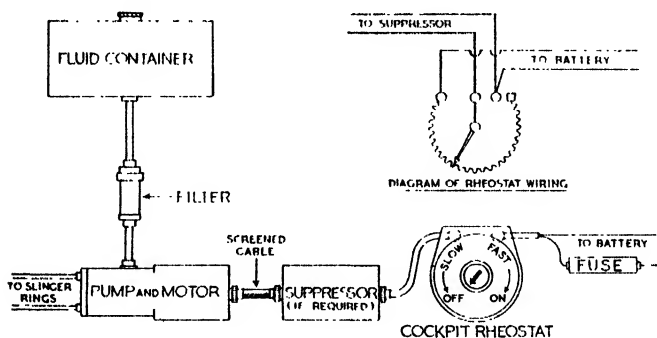 FLUID CONTAINER
FILTER
TO SUPPRESSOR
TO BATTERY
DIAGRAM OF RHEOSTAT WIRING
SCREENED
CABLE
TO SLINGER
RINGS
PUMP AND MOTOR
SUPPRESSOR
(IF REQUIRED)
SLOW
FAST
OFF
ON
TO BATTERY
FUSE
COCKPIT RHEOSTAT